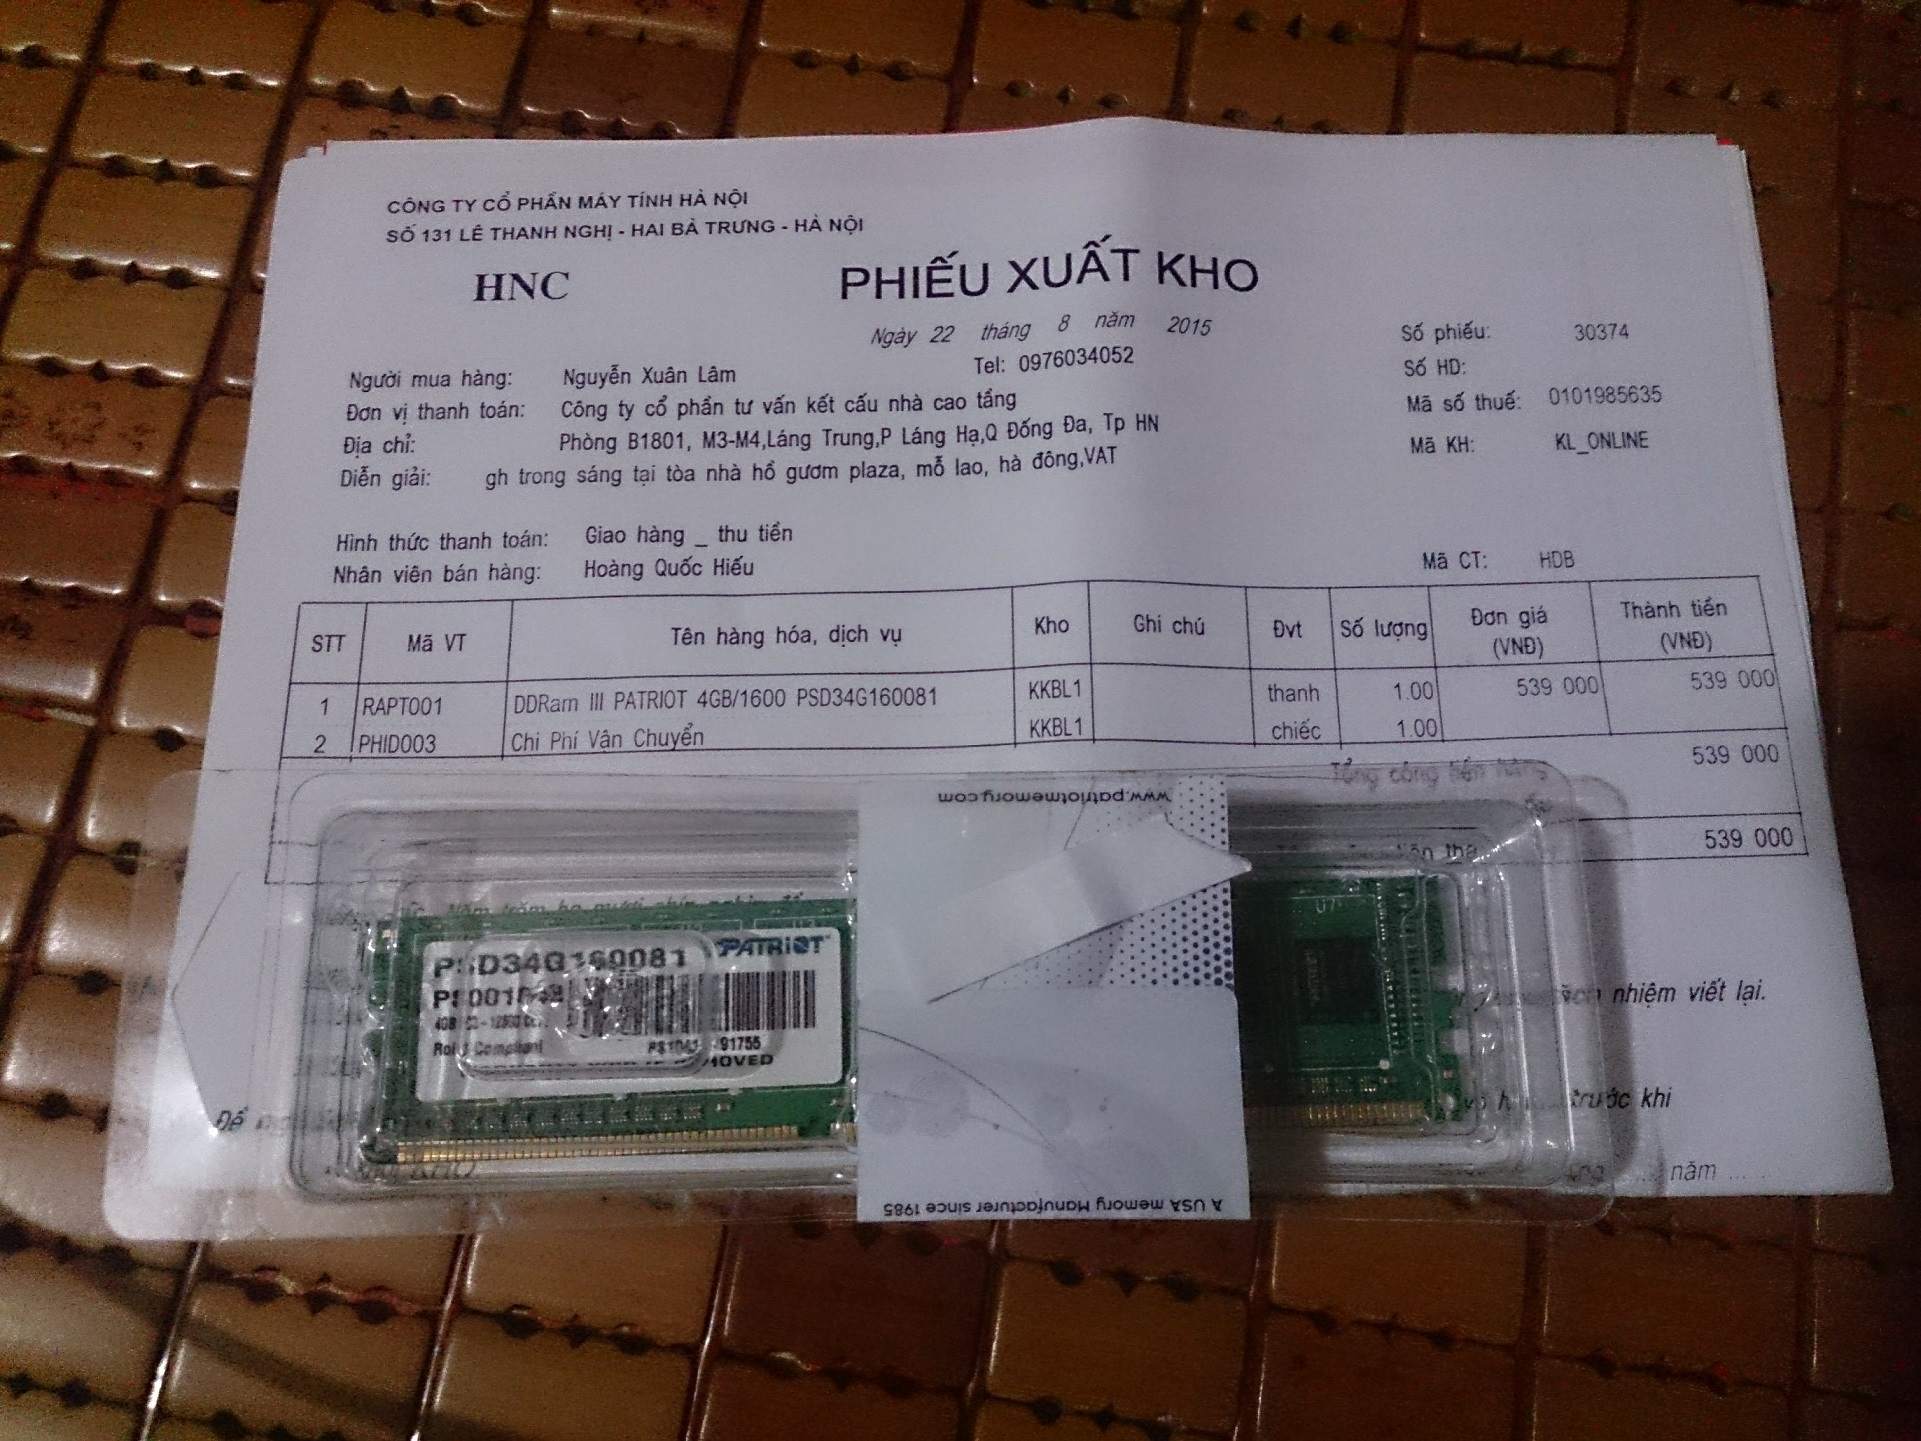 CÔNG TY CỔ PHẦN MÁY TÍNH HÀ NỘI
SỐ 131 LÊ THANH NGHỊ - HAI BÀ TRƯNG - HÀ NỘI
HNC
PHIẾU XUẤT KHO
Ngày 22 tháng 8 năm 2015
Tel: 0976034052
Số phiếu: 30374
Số HD:
Mã số thuế: 0101985635
Mã KH: KL_ONLINE
Người mua hàng: Nguyễn Xuân Lâm
Đơn vị thanh toán: Công ty cổ phần tư vấn kết cấu nhà cao tầng
Địa chỉ: Phòng B1801, M3-M4,Láng Trung,P Láng Hạ,Q Đống Đa, Tp HN
Diễn giải: gh trong sáng tại tòa nhà hồ gươm plaza, mỗ lao, hà đông,VAT
Hình thức thanh toán: Giao hàng _ thu tiền
Nhân viên bán hàng: Hoàng Quốc Hiếu
Mã CT: HDB
STT Mã VT Tên hàng hóa, dịch vụ Kho Ghi chú Đvt Số lượng Đơn giá (VNĐ) Thành tiền (VNĐ)
1 RAPT001 DDRam III PATRIOT 4GB/1600 PSD34G160081 KKBL1 thanh 1.00 539 000 539 000
2 PHID003 Chi Phí Vận Chuyển KKBL1 chiếc 1.00
Tổng cộng tiền hàng 539 000
539 000
www.patriotmemory.com
PATRIOT
PSD34G160081
Compliant
91755
U7
nhiệm viết lại.
trước khi
Để
năm
A USA memory Manufacturer since 1985